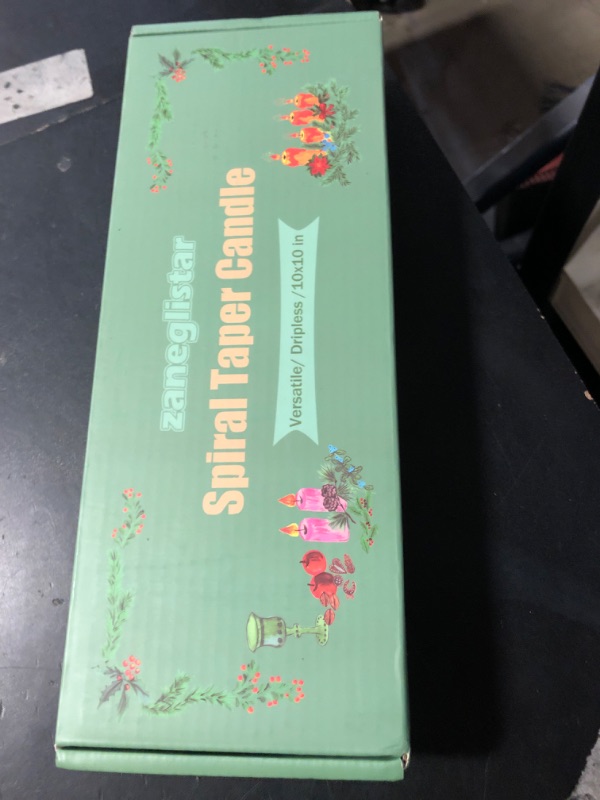 zaneglistar
Spiral Taper Candle
Versatile/ Dripless /10x10 in